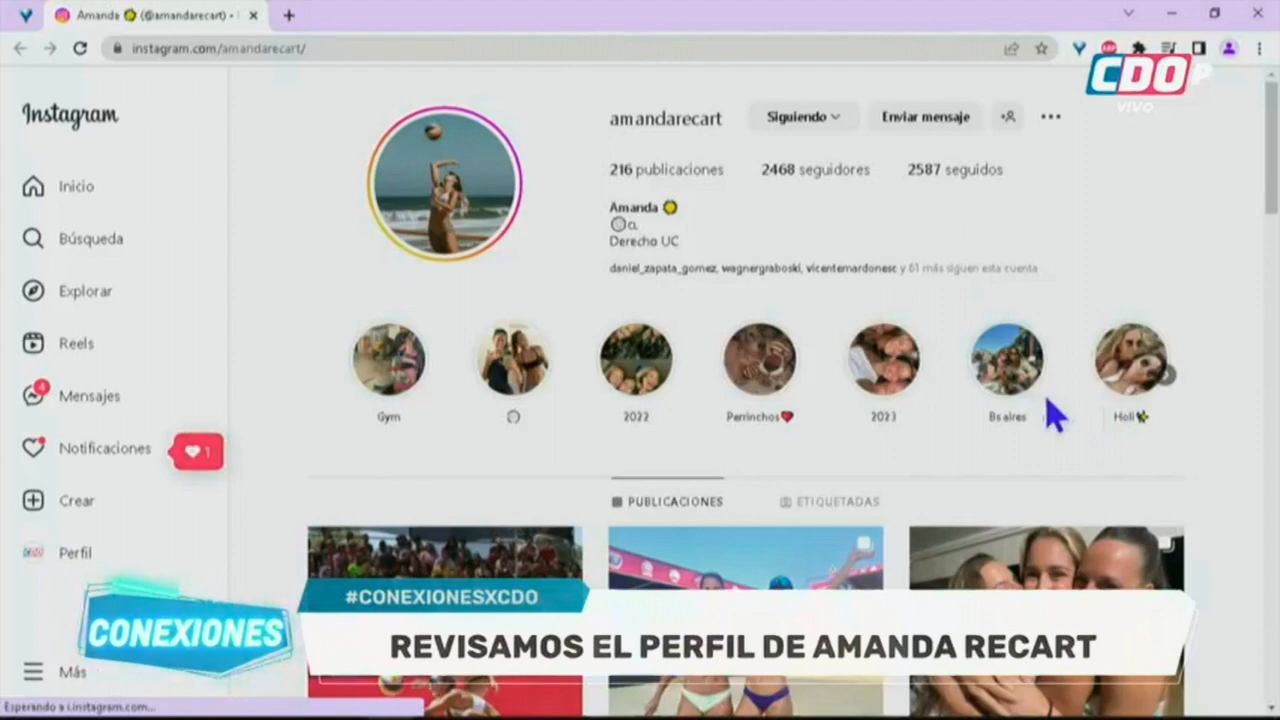 Amanda (@amandarecart) •
instagram.com/amandarecart/
CDO
VIVO
Instagram
Inicio
Búsqueda
Explorar
Reels
Mensajes
4
Notificaciones
1
Crear
Perfil
Más
amandarecart
Siguiendo
Enviar mensaje
216 publicaciones
2468 seguidores
2587 seguidos
Amanda
Derecho UC
daniel_zapata_gomez, wagnergraboski, vicentemardonesc y 61 más siguen esta cuenta
Gym
2022
Perrinchos
2023
Bs aires
Holi
PUBLICACIONES
ETIQUETADAS
#CONEXIONESXCDO
CONEXIONES
REVISAMOS EL PERFIL DE AMANDA RECART
Esperando a i.instagram.com...